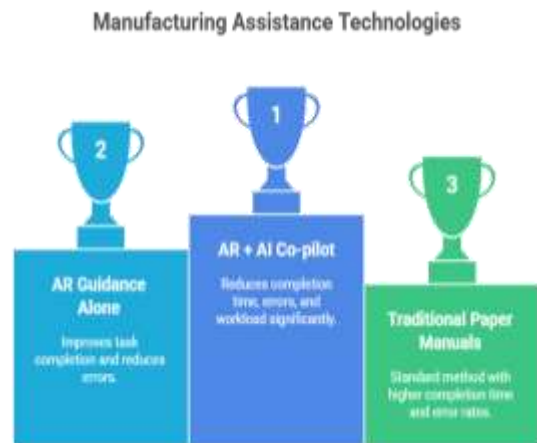 Manufacturing Assistance Technologies
1
2
3
AR + AI Co-pilot
Reduces completion
time, errors, and
workload significantly.
AR Guidance
Alone
Improves task
completion and reduces
errors.
Traditional Paper
Manuals
Standard method with
higher completion time
and error rates.